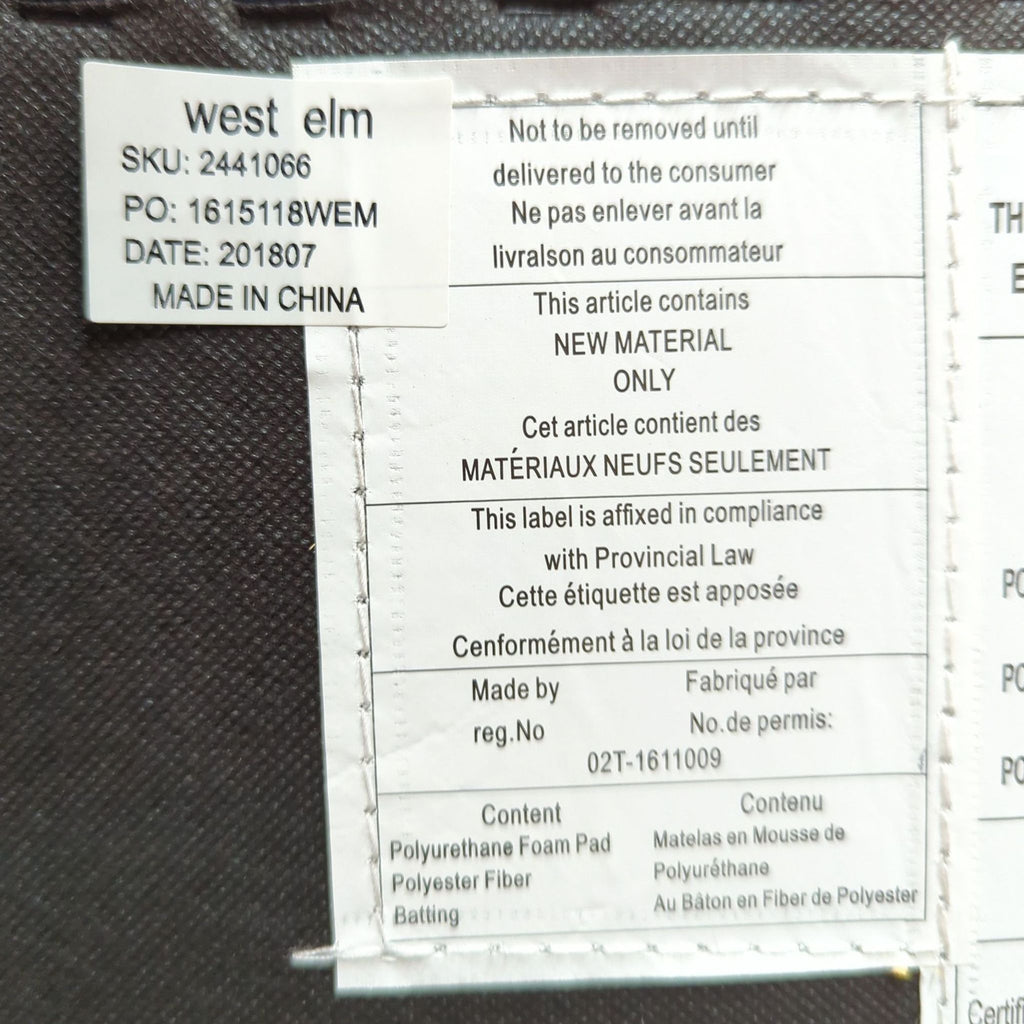 west elm
SKU: 2441066
PO: 1615118WEM
DATE: 201807
MADE IN CHINA
Not to be removed until
delivered to the consumer
Ne pas enlever avant la
livralson au consommateur
This article contains
NEW MATERIAL
ONLY
Cet article contient des
MATÉRIAUX NEUFS SEULEMENT
This label is affixed in compliance
with Provincial Law
Cette étiquette est apposée
Cenformément à la loi de la province
Made by Fabriqué par
reg.No No.de permis:
02T-1611009
Content Contenu
Polyurethane Foam Pad Matelas en Mousse de
Polyuréthane
Polyester Fiber
Batting Au Bâton en Fiber de Polyester